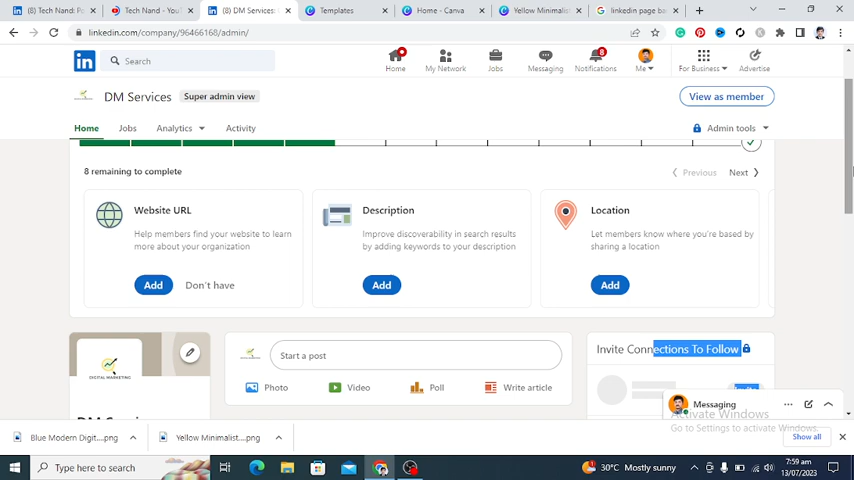 (8) Tech Nand: Pa
Tech Nand - YouT
(8) DM Services:
Templates
Home - Canva
Yellow Minimalist
linkedin page ba
linkedin.com/company/96466168/admin/
Search
Home
My Network
Jobs
Messaging
8
Notifications
Me
For Business
Advertise
DM Services
Super admin view
View as member
Home
Jobs
Analytics
Activity
Admin tools
8 remaining to complete
Previous
Next
Website URL
Help members find your website to learn
more about your organization
Add
Don't have
Description
Improve discoverability in search results
by adding keywords to your description
Add
Location
Let members know where you're based by
sharing a location
Add
DIGITAL MARKETING
Start a post
Photo
Video
Poll
Write article
Invite Connections To Follow
Invite
Messaging
Activate Windows
Go to Settings to activate Windows.
Blue Modern Digit....png
Yellow Minimalist....png
Show all
Type here to search
30°C Mostly sunny
7:59 am
13/07/2023